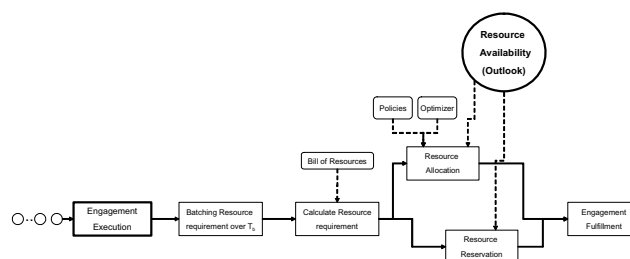 Resource
Availability
(Outlook)
Policies
Optimizer
Bill of Resources
Resource
Allocation
Engagement
Execution
Batching Resource
requirement over Tb
Calculate Resource
requirement
Engagement
Fulfillment
Resource
Reservation